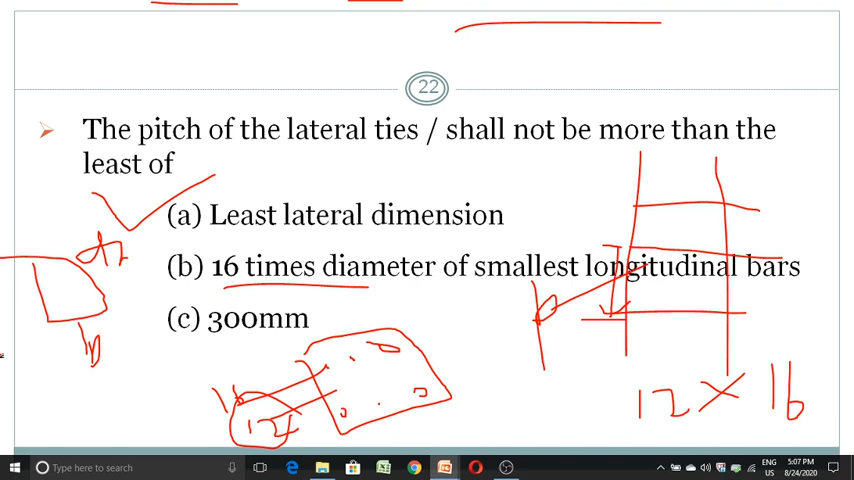 22
The pitch of the lateral ties / shall not be more than the
least of
(a) Least lateral dimension
(b) 16 times diameter of smallest longitudinal bars
(c) 300mm
b
16
12
12 × 16
Type here to search
ENG
US
5:07 PM
8/24/2020